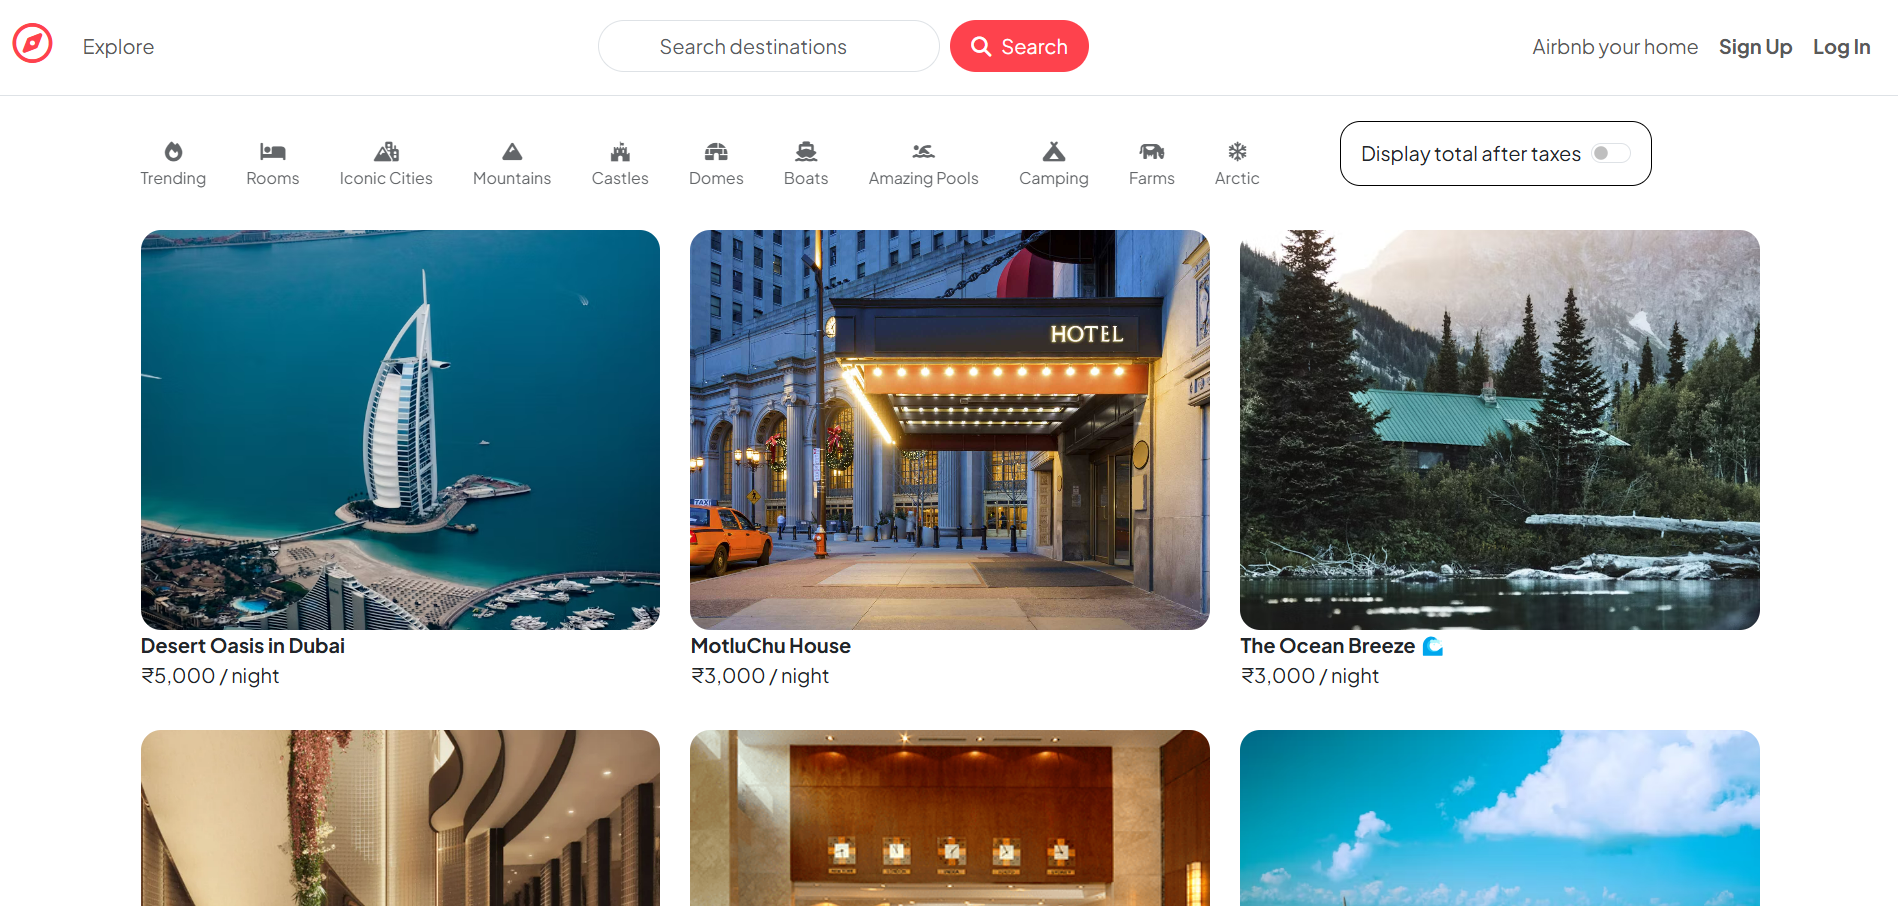 Explore
Search destinations
Search
Airbnb your home
Sign Up
Log In
Trending
Rooms
Iconic Cities
Mountains
Castles
Domes
Boats
Amazing Pools
Camping
Farms
Arctic
Display total after taxes
HOTEL
TAXI
Desert Oasis in Dubai
₹5,000 / night
MotluChu House
₹3,000 / night
The Ocean Breeze 🌊
₹3,000 / night